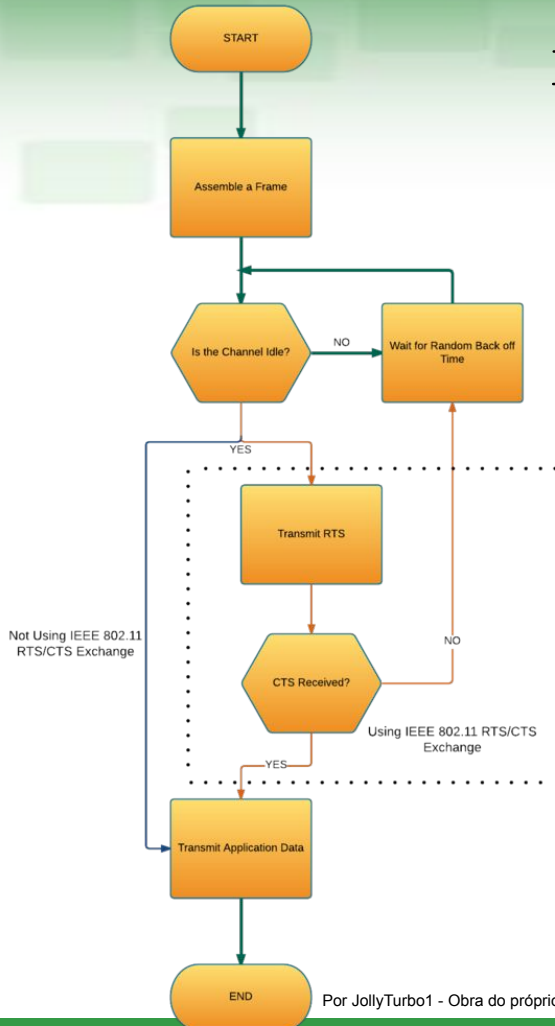 START
Assemble a Frame
Is the Channel Idle?
NO
Wait for Random Back off
Time
YES
Transmit RTS
Not Using IEEE 802.11
RTS/CTS Exchange
NO
CTS Received?
Using IEEE 802.11 RTS/CTS
Exchange
YES
Transmit Application Data
END
Por JollyTurbo1 - Obra do próprio